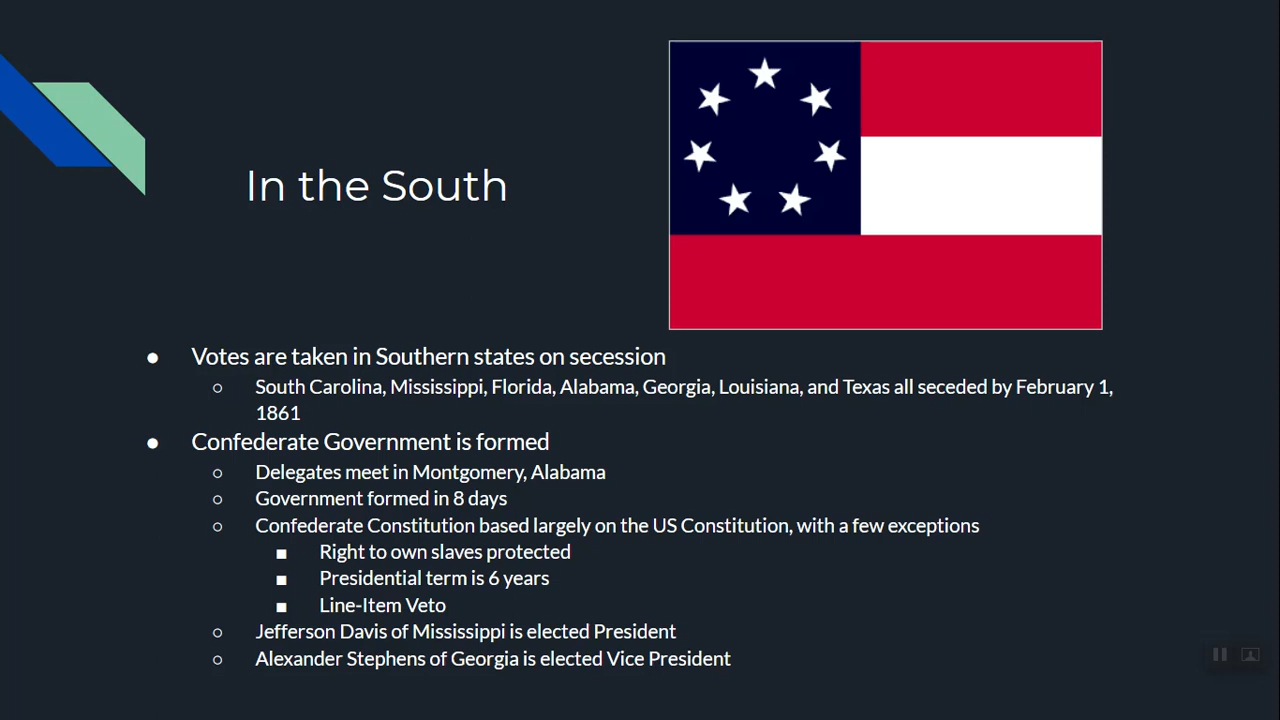 In the South
● Votes are taken in Southern states on secession
○ South Carolina, Mississippi, Florida, Alabama, Georgia, Louisiana, and Texas all seceded by February 1,
1861
● Confederate Government is formed
○ Delegates meet in Montgomery, Alabama
○ Government formed in 8 days
○ Confederate Constitution based largely on the US Constitution, with a few exceptions
■ Right to own slaves protected
■ Presidential term is 6 years
■ Line-Item Veto
○ Jefferson Davis of Mississippi is elected President
○ Alexander Stephens of Georgia is elected Vice President